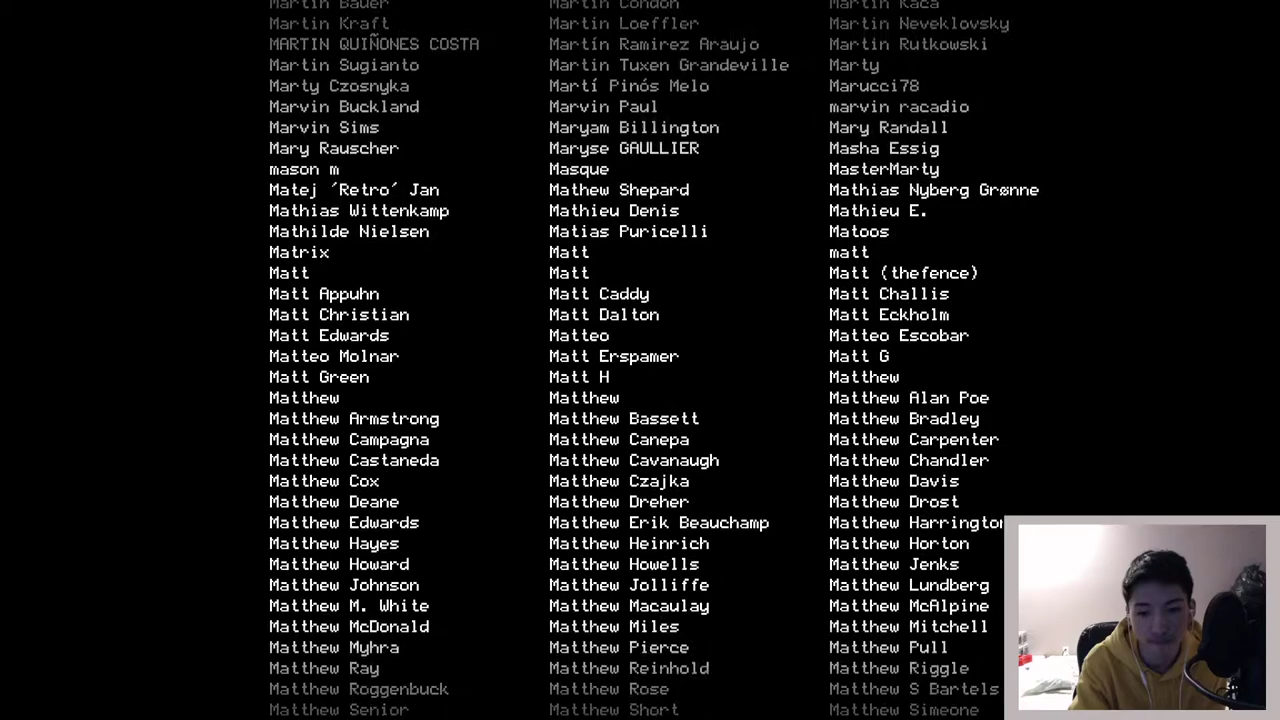 Martin Bauer Martin Condon Martin Kaca
Martin Kraft Martin Loeffler Martin Neveklovsky
MARTIN QUIÑONES COSTA Martín Ramirez Araujo Martin Rutkowski
Martin Sugianto Martin Tuxen Grandeville Marty
Marty Czosnyka Martí Pinós Melo Marucci78
Marvin Buckland Marvin Paul marvin racadio
Marvin Sims Maryam Billington Mary Randall
Mary Rauscher Maryse GAULLIER Masha Essig
mason m Masque MasterMarty
Matej 'Retro' Jan Mathew Shepard Mathias Nyberg Grønne
Mathias Wittenkamp Mathieu Denis Mathieu E.
Mathilde Nielsen Matias Puricelli Matoos
Matrix Matt matt
Matt Matt Matt (thefence)
Matt Appuhn Matt Caddy Matt Challis
Matt Christian Matt Dalton Matt Eckholm
Matt Edwards Matteo Matteo Escobar
Matteo Molnar Matt Erspamer Matt G
Matt Green Matt H Matthew
Matthew Matthew Matthew Alan Poe
Matthew Armstrong Matthew Bassett Matthew Bradley
Matthew Campagna Matthew Canepa Matthew Carpenter
Matthew Castaneda Matthew Cavanaugh Matthew Chandler
Matthew Cox Matthew Czajka Matthew Davis
Matthew Deane Matthew Dreher Matthew Drost
Matthew Edwards Matthew Erik Beauchamp Matthew Harrington
Matthew Hayes Matthew Heinrich Matthew Horton
Matthew Howard Matthew Howells Matthew Jenks
Matthew Johnson Matthew Jolliffe Matthew Lundberg
Matthew M. White Matthew Macaulay Matthew McAlpine
Matthew McDonald Matthew Miles Matthew Mitchell
Matthew Myhra Matthew Pierce Matthew Pull
Matthew Ray Matthew Reinhold Matthew Riggle
Matthew Roggenbuck Matthew Rose Matthew S Bartels
Matthew Senior Matthew Short Matthew Simeone